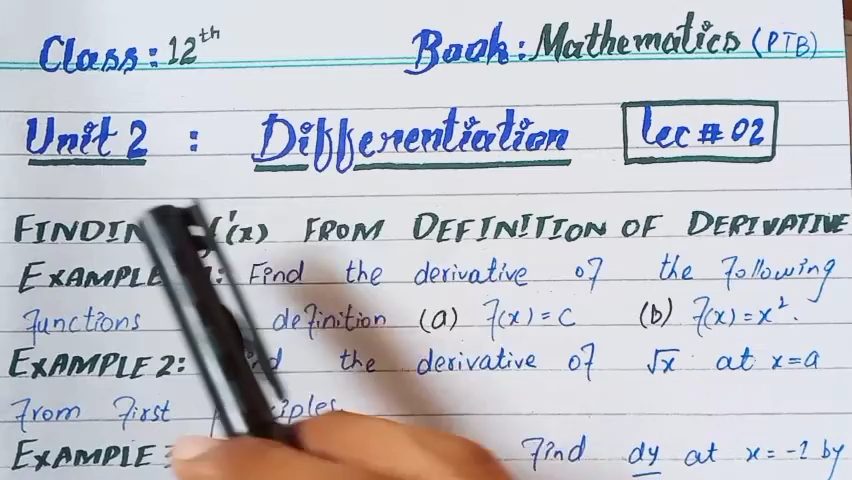 Class: 12th Book: Mathematics (PTB)
Unit 2 : Differentiation Lec # 02
FINDIN f'(x) FROM DEFINITION OF DERIVATIVE
EXAMPLE 1: Find the derivative of the following
functions definition (a) f(x) = c (b) f(x) = x².
EXAMPLE 2: the derivative of √x at x = a
from first
EXAMPLE Find dy at x = -1 by